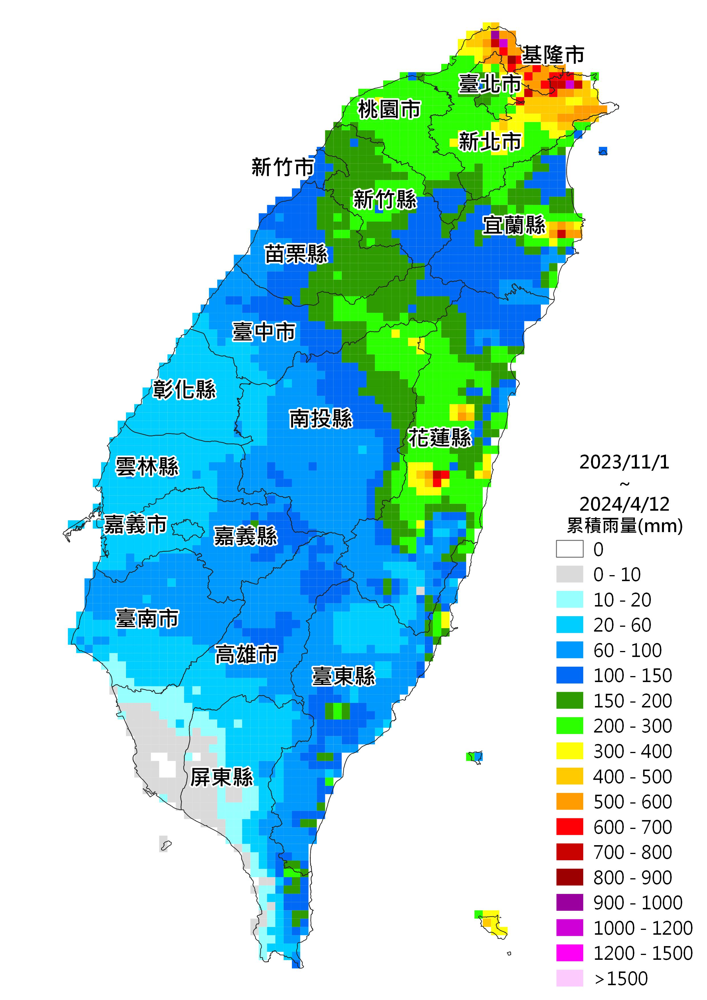 基隆市
臺北市
桃園市
新北市
新竹市
新竹縣
宜蘭縣
苗栗縣
臺中市
彰化縣
南投縣
花蓮縣
雲林縣
嘉義市
嘉義縣
臺南市
高雄市
臺東縣
屏東縣
2023/11/1
~
2024/4/12
累積雨量(mm)
0
0 - 10
10 - 20
20 - 60
60 - 100
100 - 150
150 - 200
200 - 300
300 - 400
400 - 500
500 - 600
600 - 700
700 - 800
800 - 900
900 - 1000
1000 - 1200
1200 - 1500
>1500